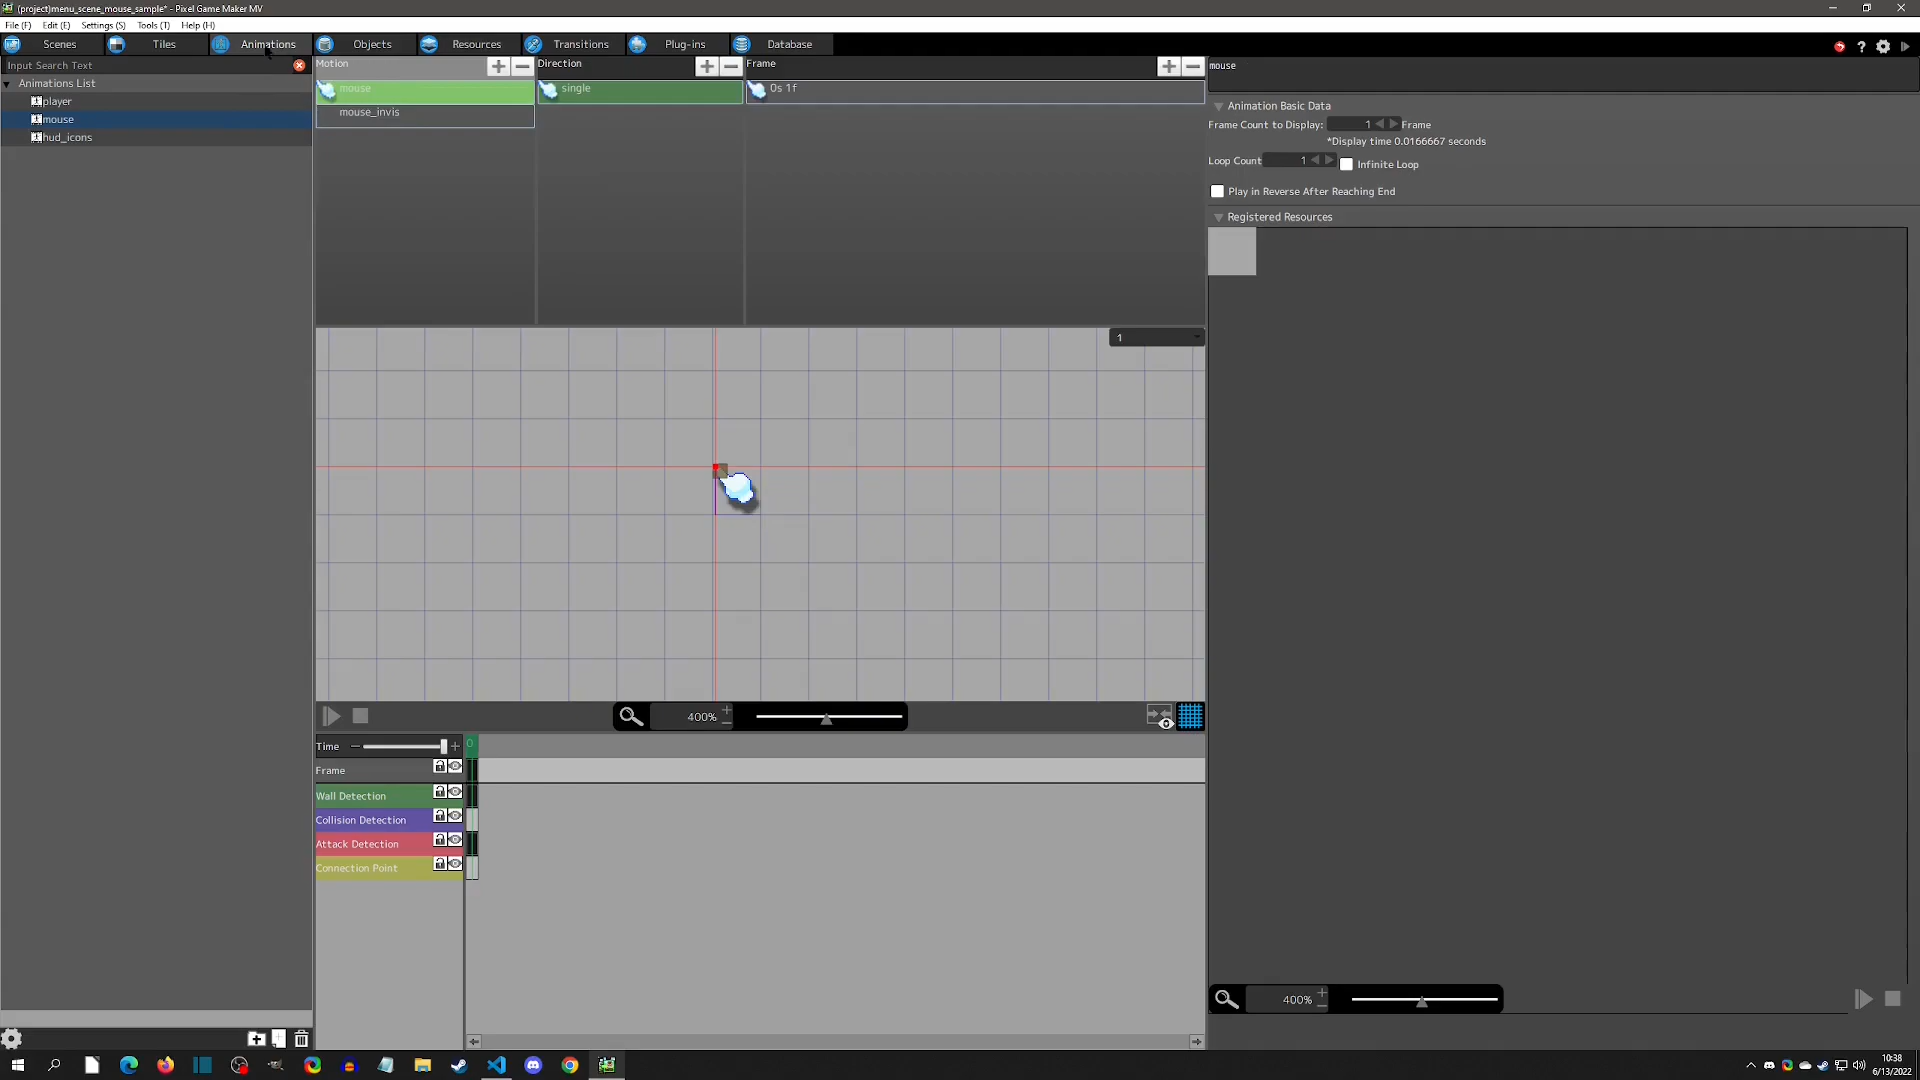 (project)menu_scene_mouse_sample* - Pixel Game Maker MV
File (F) Edit (E) Settings (S) Tools (T) Help (H)
Scenes Tiles Animations Objects Resources Transitions Plug-ins Database
Input Search Text
Animations List
player
mouse
hud_icons
Motion
mouse
mouse_invis
Direction
single
Frame
0s 1f
mouse
Animation Basic Data
Frame Count to Display: 1 Frame
*Display time 0.0166667 seconds
Loop Count 1 Infinite Loop
Play in Reverse After Reaching End
Registered Resources
1
400%
Time
0
Frame
Wall Detection
Collision Detection
Attack Detection
Connection Point
400%
10:38
6/13/2022